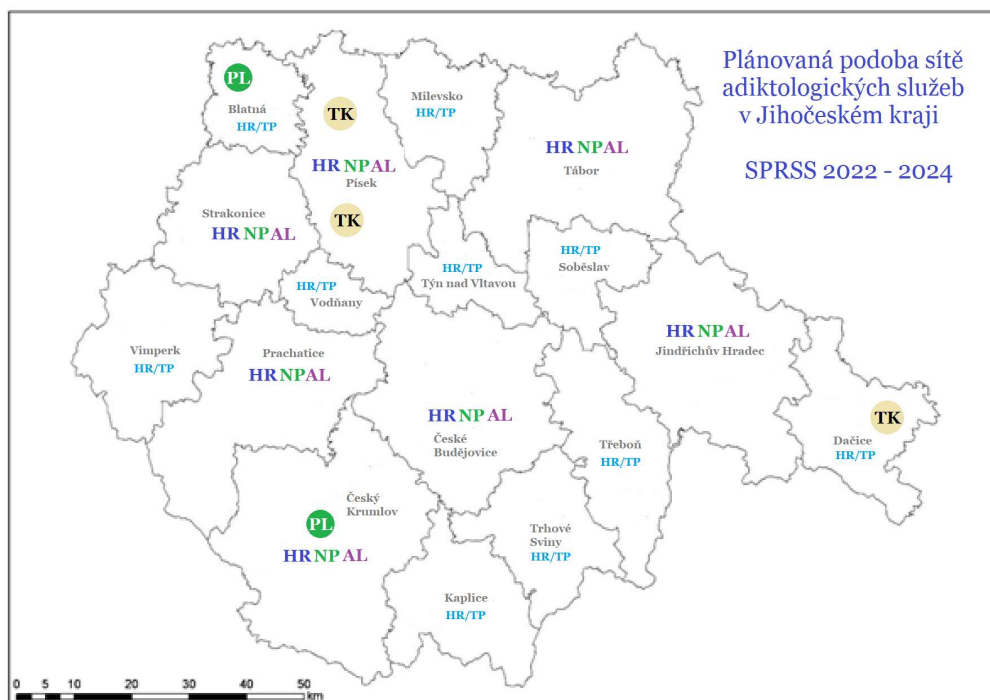 Plánovaná podoba sítě
adiktologických služeb
v Jihočeském kraji
SPRSS 2022 - 2024
PL
Blatná
HR/TP
TK
HR NP AL
Písek
TK
Milevsko
HR/TP
HR NP AL
Tábor
Strakonice
HR NP AL
HR/TP
Vodňany
HR/TP
Týn nad Vltavou
HR/TP
Soběslav
Vimperk
HR/TP
Prachatice
HR NP AL
HR NP AL
Jindřichův Hradec
HR NP AL
České
Budějovice
Třeboň
HR/TP
TK
Dačice
HR/TP
Český
Krumlov
PL
HR NP AL
Trhové
Sviny
HR/TP
Kaplice
HR/TP
0 5 10 20 30 40 50
km